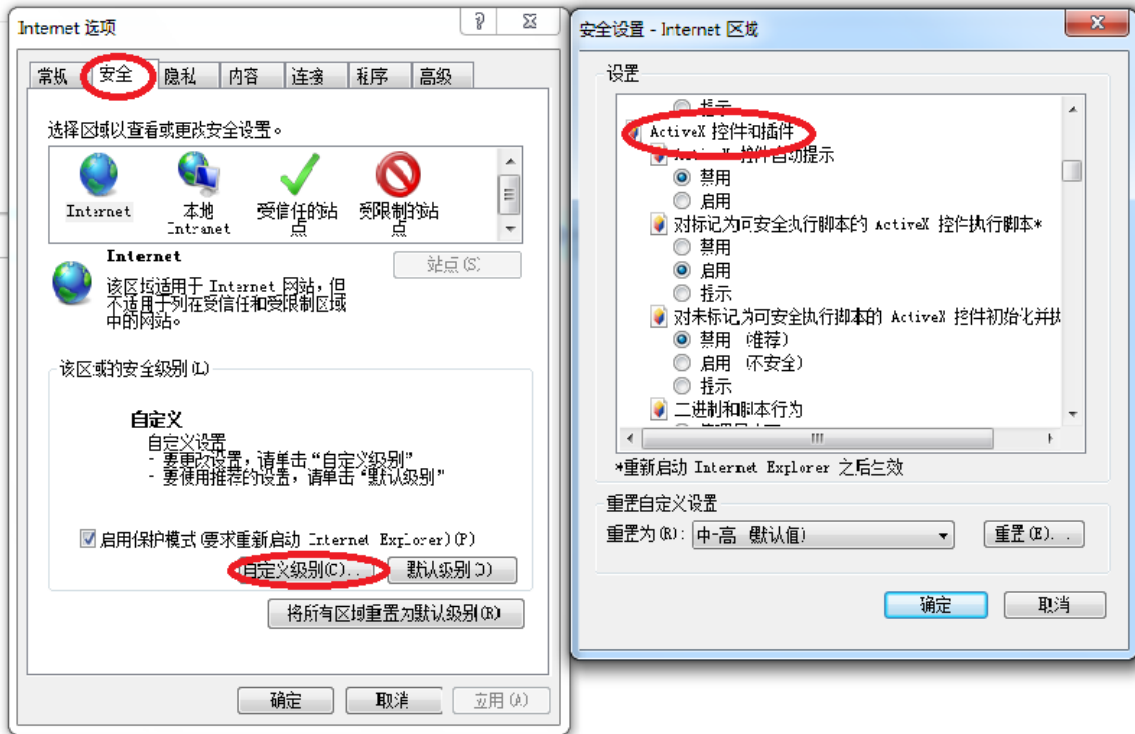 Internet 选项
常规 安全 隐私 内容 连接 程序 高级
选择区域以查看或更改安全设置。
Internet
本地
Intranet
受信任的站
点
受限制的站
点
Internet
站点(S)
该区域适用于 Internet 网站，但
不适用于列在受信任和受限制区域
中的网站。
该区域的安全级别(L)
自定义
自定义设置
- 要更改设置，请单击“自定义级别”
- 要使用推荐的设置，请单击“默认级别”
启用保护模式(要求重新启动 Internet Explorer)(P)
自定义级别(C)... 默认级别(D)
将所有区域重置为默认级别(R)
确定 取消 应用(A)
安全设置 - Internet 区域
设置
提示
ActiveX 控件和插件
ActiveX 控件自动提示
禁用
启用
对标记为可安全执行脚本的 ActiveX 控件执行脚本*
禁用
启用
提示
对未标记为可安全执行脚本的 ActiveX 控件初始化并执
禁用 (推荐)
启用 (不安全)
提示
二进制和脚本行为
*重新启动 Internet Explorer 之后生效
重置自定义设置
重置为(R): 中-高 (默认值) 重置(E)...
确定 取消